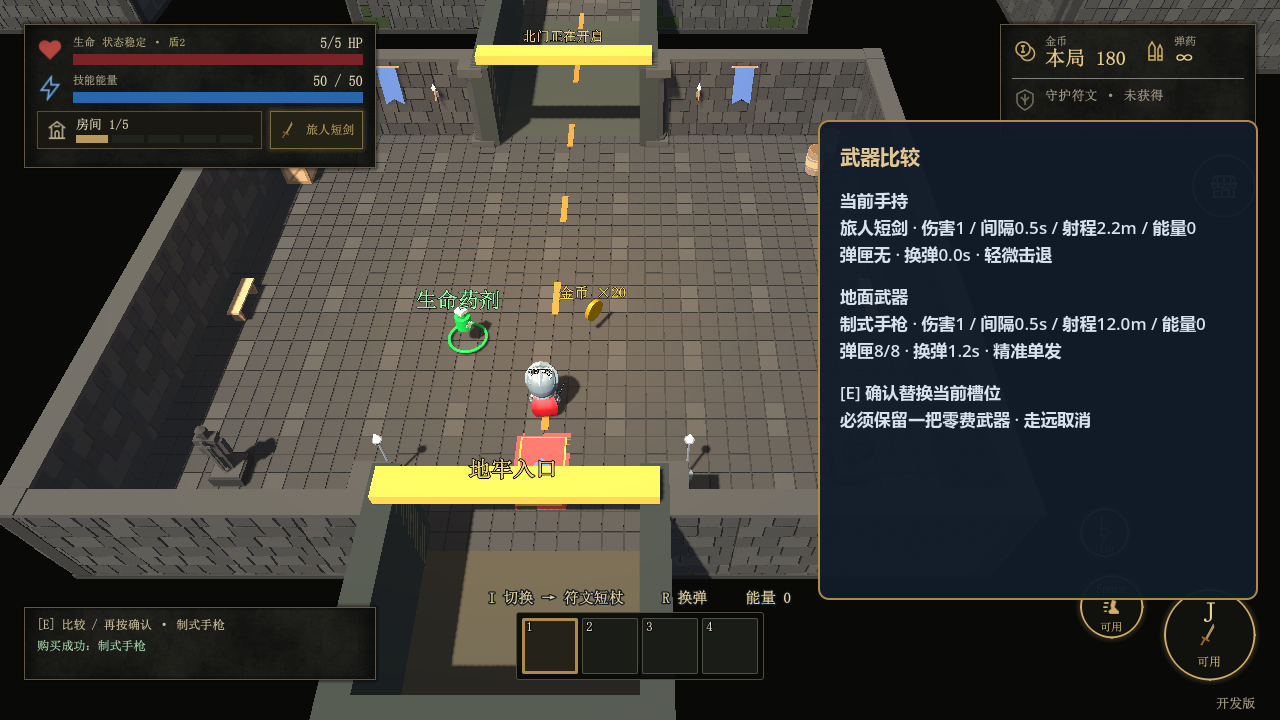 生命 状态稳定 • 盾2
5/5 HP
技能能量
50 / 50
房间 1/5
旅人短剑
北门正在开启
金币
本局 180
弹药
∞
守护符文 • 未获得
武器比较
当前手持
旅人短剑 · 伤害1 / 间隔0.5s / 射程2.2m / 能量0
弹匣无 · 换弹0.0s · 轻微击退
地面武器
制式手枪 · 伤害1 / 间隔0.5s / 射程12.0m / 能量0
弹匣8/8 · 换弹1.2s · 精准单发
[E] 确认替换当前槽位
必须保留一把零费武器 · 走远取消
生命药剂
金币 ×20
地牢入口
I 切换 → 符文短杖
R 换弹
能量 0
1
2
3
4
[E] 比较 / 再按确认 • 制式手枪
购买成功: 制式手枪
可用
J
可用
开发版